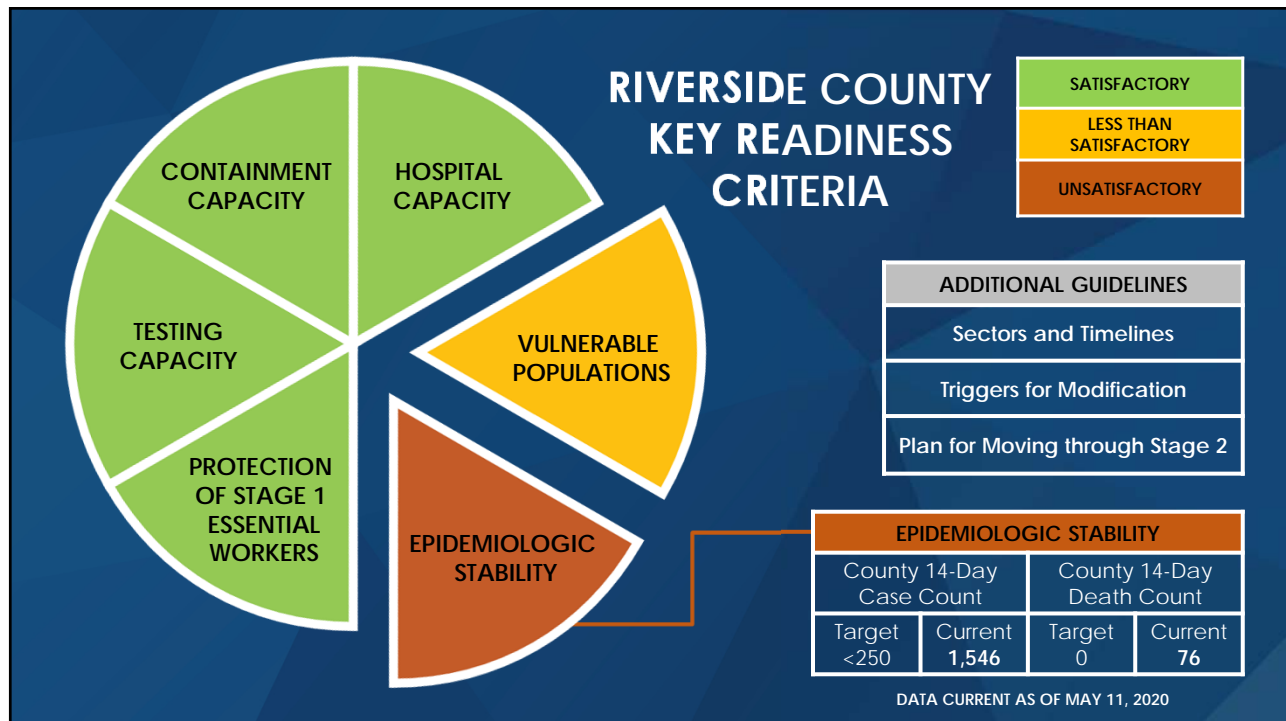 RIVERSIDE COUNTY
KEY READINESS
CRITERIA
SATISFACTORY
LESS THAN
SATISFACTORY
UNSATISFACTORY
CONTAINMENT
CAPACITY
HOSPITAL
CAPACITY
TESTING
CAPACITY
VULNERABLE
POPULATIONS
PROTECTION
OF STAGE 1
ESSENTIAL
WORKERS
EPIDEMIOLOGIC
STABILITY
ADDITIONAL GUIDELINES
Sectors and Timelines
Triggers for Modification
Plan for Moving through Stage 2
EPIDEMIOLOGIC STABILITY
County 14-Day
Case Count
County 14-Day
Death Count
Target
<250
Current
1,546
Target
0
Current
76
DATA CURRENT AS OF MAY 11, 2020